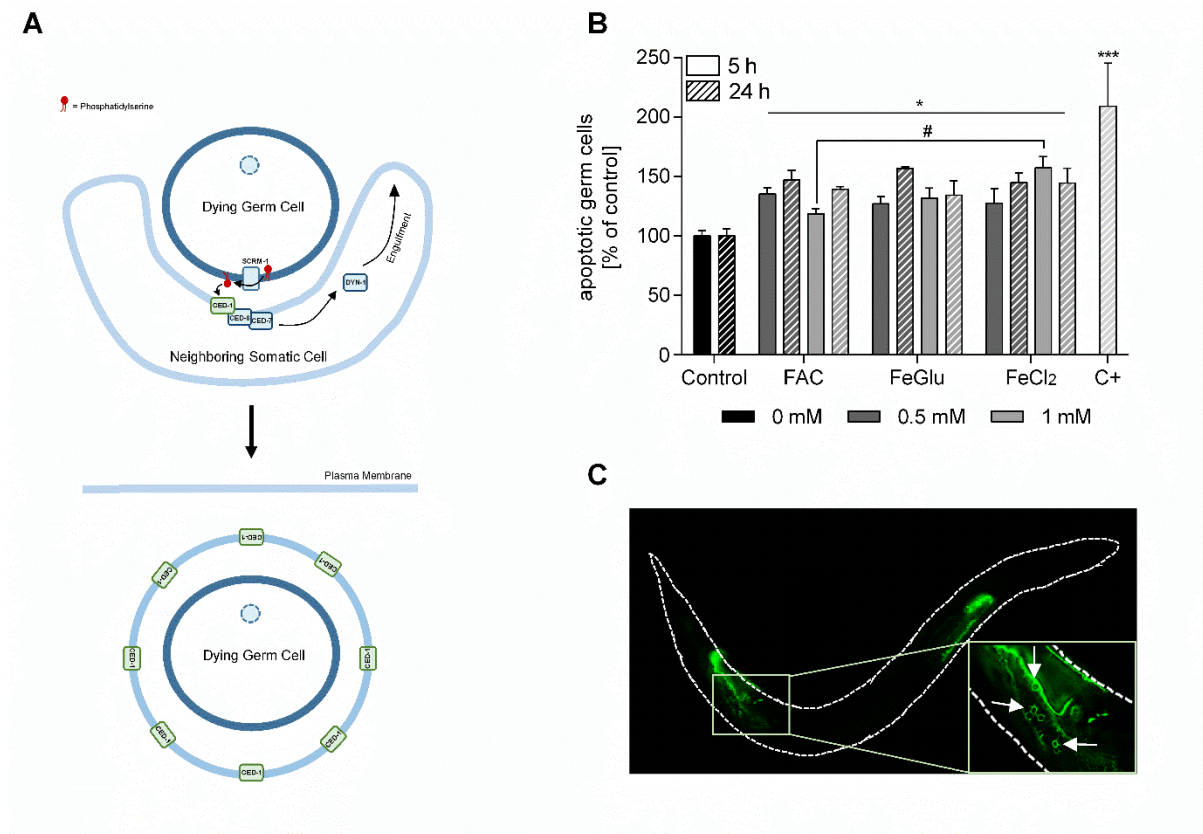 A
= Phosphatidylserine
Dying Germ Cell
SCRM-1
CED-1
CED-6
CED-7
DYN-1
Engulfment
Neighboring Somatic Cell
Plasma Membrane
CED-1
CED-1
CED-1
CED-1
CED-1
Dying Germ Cell
CED-1
CED-1
CED-1
B
apoptotic germ cells
[% of control]
250
200
150
100
50
0
5 h
24 h
*
#
***
Control FAC FeGlu FeCl2 C+
0 mM 0.5 mM 1 mM
C